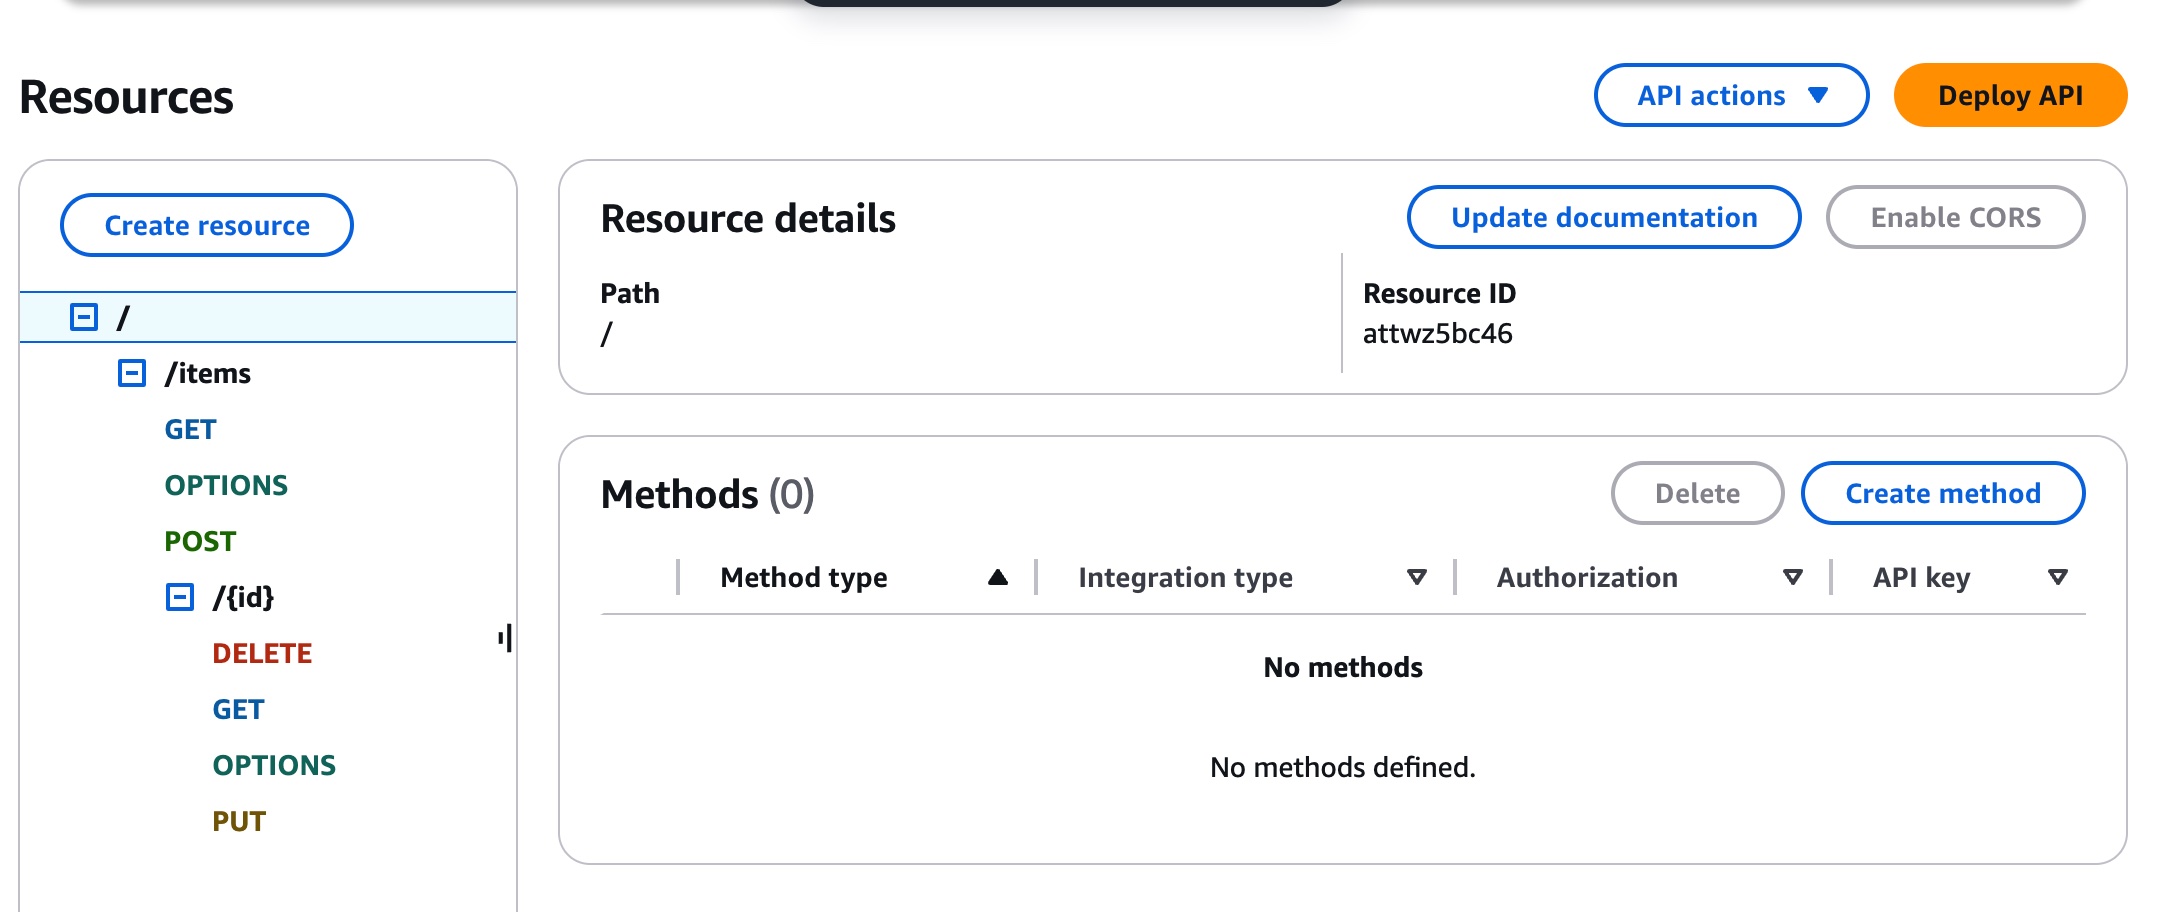 Resources
API actions
Deploy API
Create resource
/
/items
GET
OPTIONS
POST
/{id}
DELETE
GET
OPTIONS
PUT
Resource details
Update documentation
Enable CORS
Path
/
Resource ID
attwz5bc46
Methods (0)
Delete
Create method
Method type
Integration type
Authorization
API key
No methods
No methods defined.